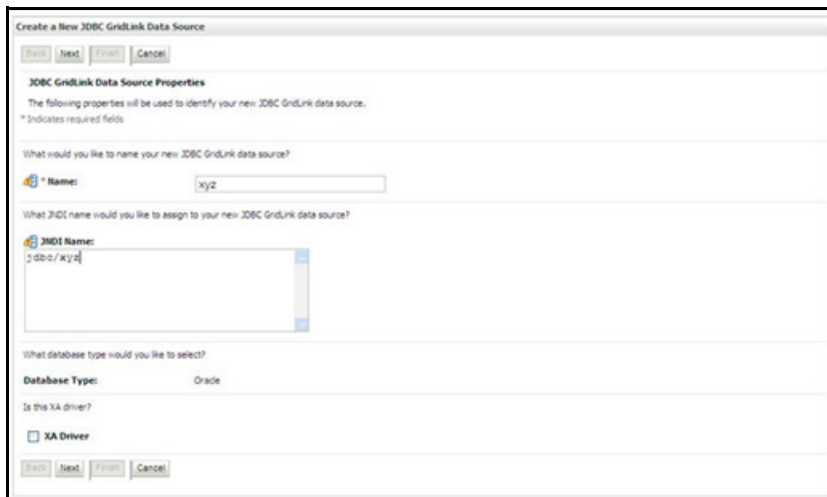 Create a New JDBC GridLink Data Source
Back Next Finish Cancel
JDBC GridLink Data Source Properties
The following properties will be used to identify your new JDBC GridLink data source.
* Indicates required fields
What would you like to name your new JDBC GridLink data source?
* Name: xyz
What JNDI name would you like to assign to your new JDBC GridLink data source?
JNDI Name:
jdbc/xyz
What database type would you like to select?
Database Type: Oracle
Is this XA driver?
XA Driver
Back Next Finish Cancel